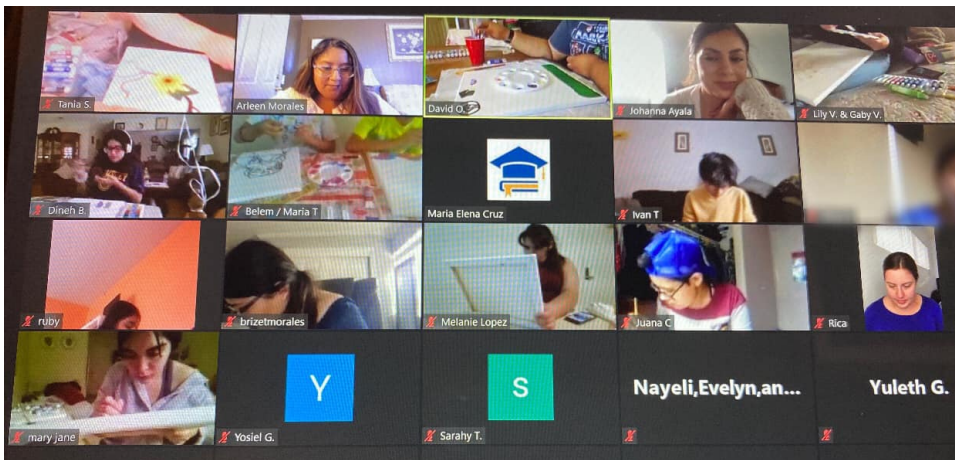 Tania S.
Arleen Morales
David O.
Johanna Ayala
Lily V. & Gaby V.
Dineh B.
Belem / Maria T
Maria Elena Cruz
Ivan T
ruby
brizetmorales
Melanie Lopez
Juana C
Rica
mary jane
Y
Yosiel G.
S
Sarahy T.
Nayeli,Evelyn,an...
Yuleth G.